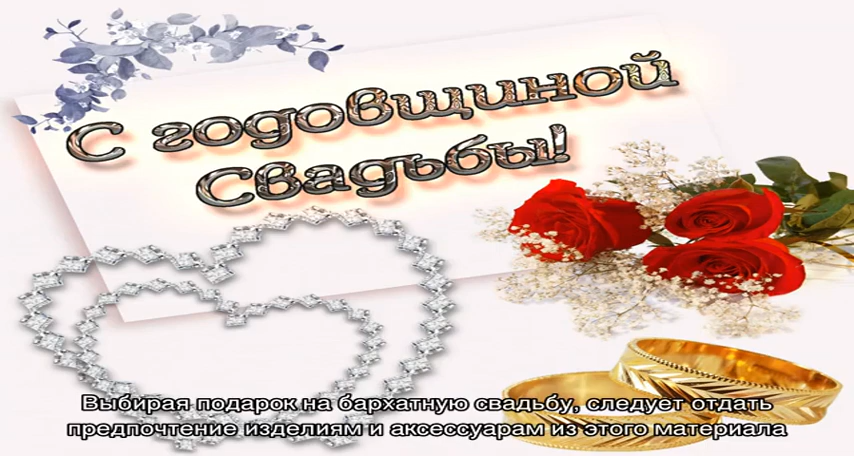 С годовщиной
Свадьбы!
Выбирая подарок на бархатную свадьбу, следует отдать
предпочтение изделиям и аксессуарам из этого материала